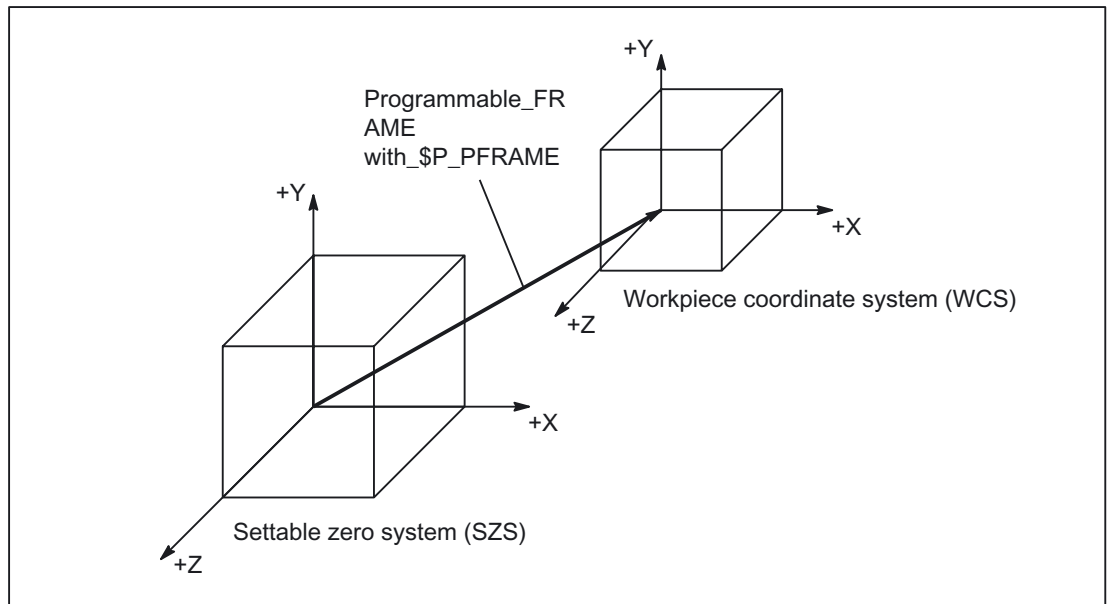 +Y
Programmable_FR
AME
with_$P_PFRAME
+Y
+X
Workpiece coordinate system (WCS)
+Z
+X
Settable zero system (SZS)
+Z